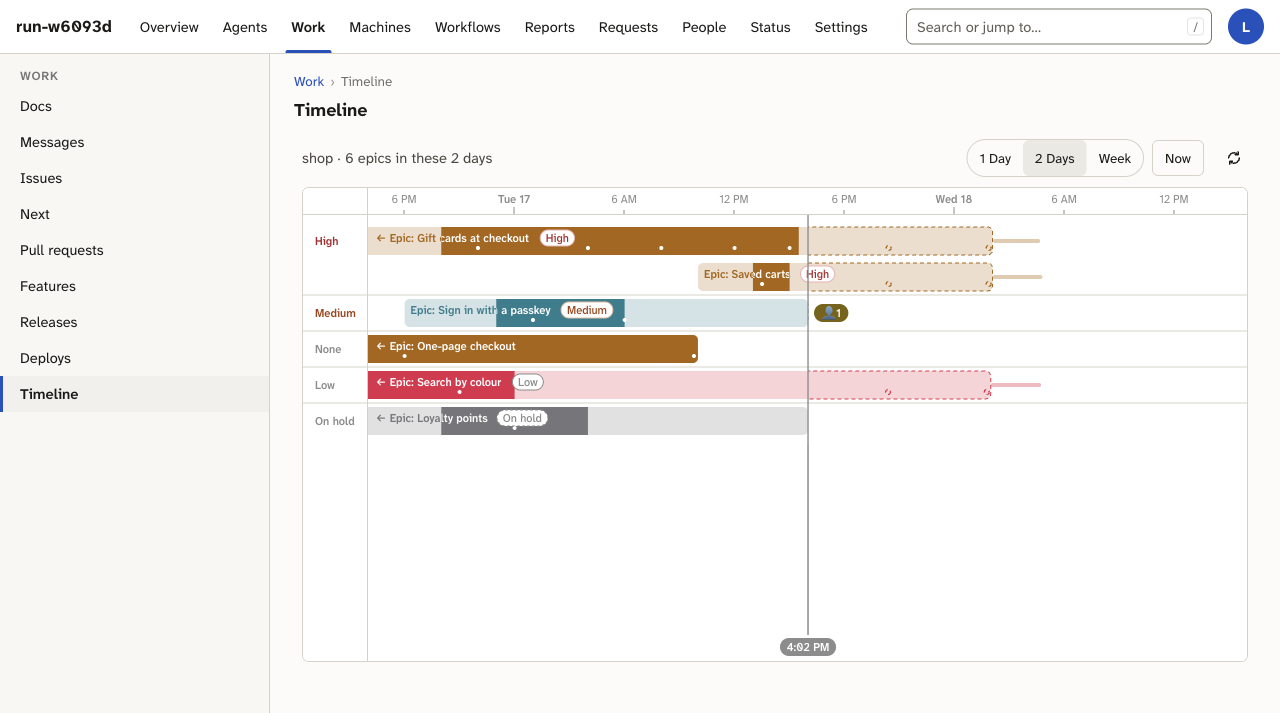 run-w6093d Overview Agents Work Machines Workflows Reports Requests People Status Settings Search or jump to... / L
WORK
Docs
Messages
Issues
Next
Pull requests
Features
Releases
Deploys
Timeline
Work › Timeline
Timeline
shop · 6 epics in these 2 days 1 Day 2 Days Week Now
6 PM Tue 17 6 AM 12 PM 6 PM Wed 18 6 AM 12 PM
High ← Epic: Gift cards at checkout High
Epic: Saved carts High
Medium Epic: Sign in with a passkey Medium 1
None ← Epic: One-page checkout
Low ← Epic: Search by colour Low
On hold ← Epic: Loyalty points On hold
4:02 PM